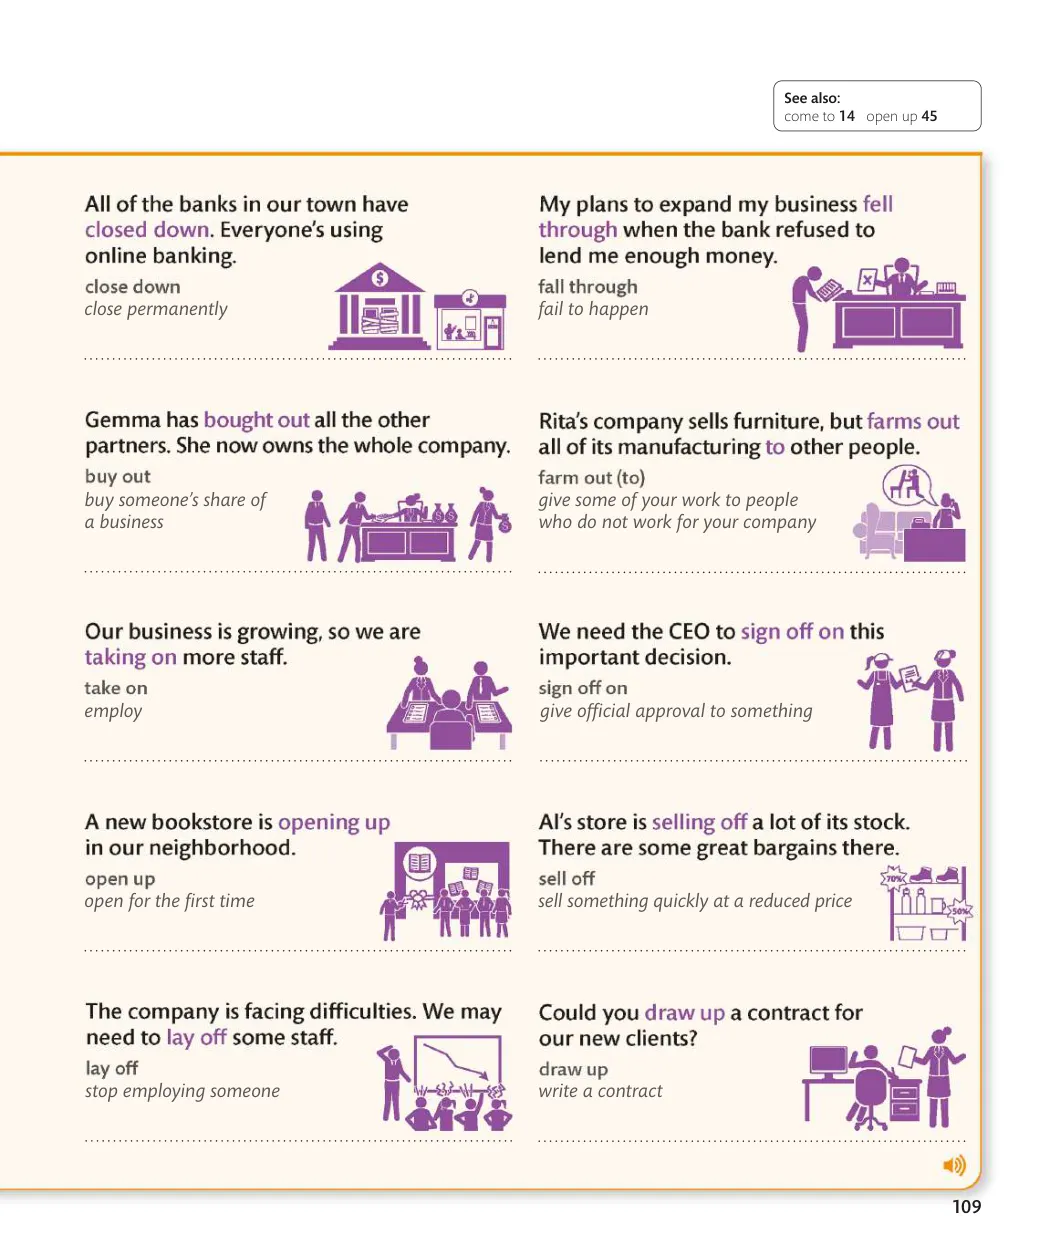 See also:
come to 14 open up 45
All of the banks in our town have
closed down. Everyone's using
online banking.
close down
close permanently
My plans to expand my business fell
through when the bank refused to
lend me enough money.
fall through
fail to happen
Gemma has bought out all the other
partners. She now owns the whole company.
buy out
buy someone's share of
a business
Rita's company sells furniture, but farms out
all of its manufacturing to other people.
farm out (to)
give some of your work to people
who do not work for your company
Our business is growing, so we are
taking on more staff.
take on
employ
We need the CEO to sign off on this
important decision.
sign off on
give official approval to something
A new bookstore is opening up
in our neighborhood.
open up
open for the first time
Al's store is selling off a lot of its stock.
There are some great bargains there.
sell off
sell something quickly at a reduced price
70%
50%
The company is facing difficulties. We may
need to lay off some staff.
lay off
stop employing someone
Could you draw up a contract for
our new clients?
draw up
write a contract
109